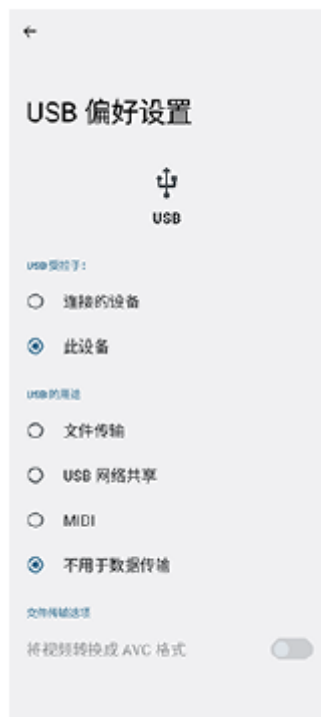 USB 偏好设置
USB
USB 受控于：
连接的设备
此设备
USB 的用途
文件传输
USB 网络共享
MIDI
不用于数据传输
文件传输选项
将视频转换成 AVC 格式